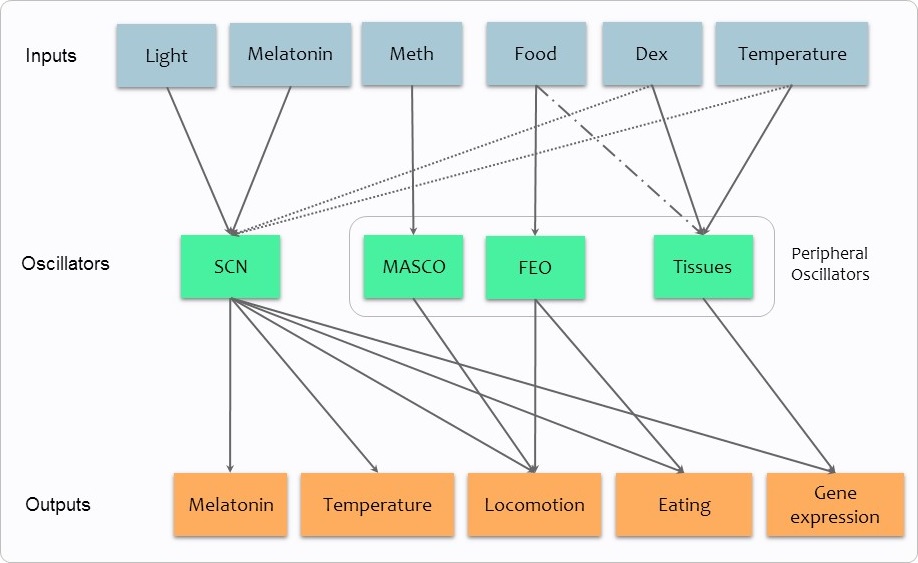 Inputs
Light
Melatonin
Meth
Food
Dex
Temperature
Oscillators
SCN
MASCO
FEO
Tissues
Peripheral
Oscillators
Outputs
Melatonin
Temperature
Locomotion
Eating
Gene
expression